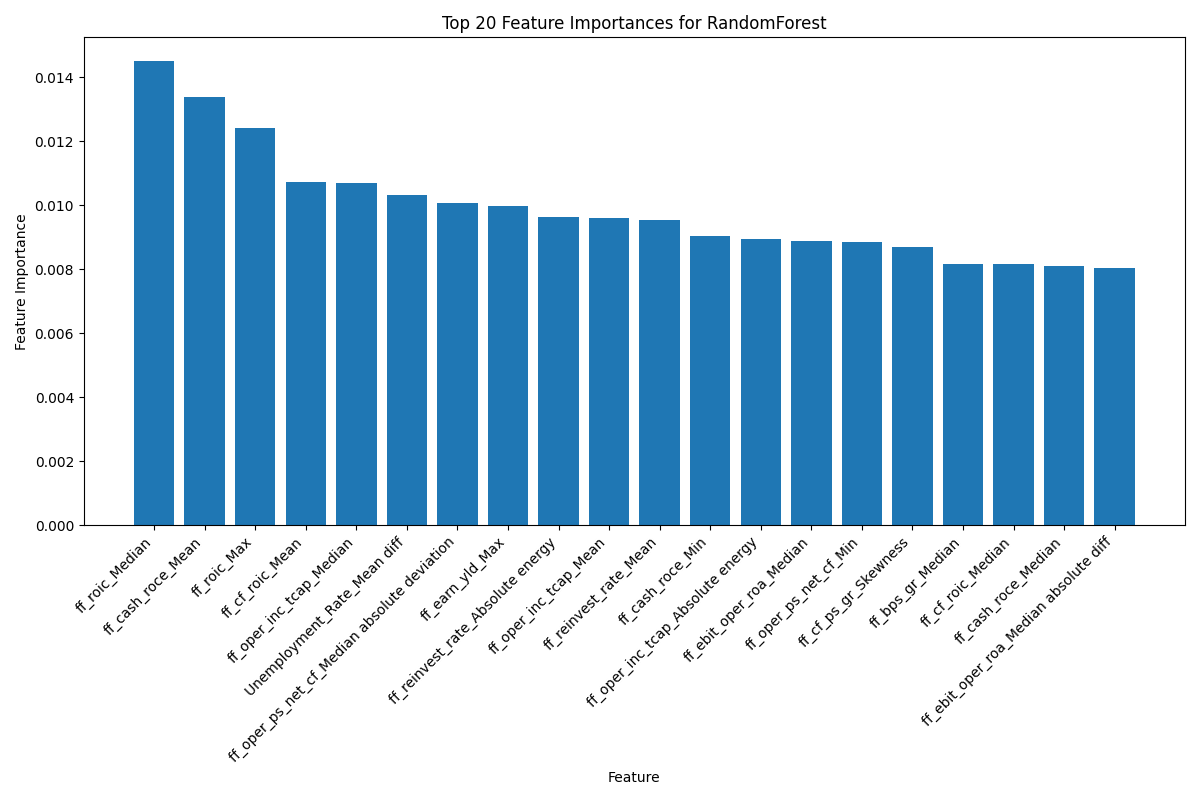 Top 20 Feature Importances for RandomForest
Feature Importance
0.014
0.012
0.010
0.008
0.006
0.004
0.002
0.000
ff_roic_Median
ff_cash_roce_Mean
ff_roic_Max
ff_cf_roic_Mean
ff_oper_inc_tcap_Median
Unemployment_Rate_Mean diff
ff_oper_ps_net_cf_Median absolute deviation
ff_earn_yld_Max
ff_reinvest_rate_Absolute energy
ff_oper_inc_tcap_Mean
ff_reinvest_rate_Mean
ff_cash_roce_Min
ff_oper_inc_tcap_Absolute energy
ff_ebit_oper_roa_Median
ff_oper_ps_net_cf_Min
ff_cf_ps_gr_Skewness
ff_bps_gr_Median
ff_cf_roic_Median
ff_cash_roce_Median
ff_ebit_oper_roa_Median absolute diff
Feature